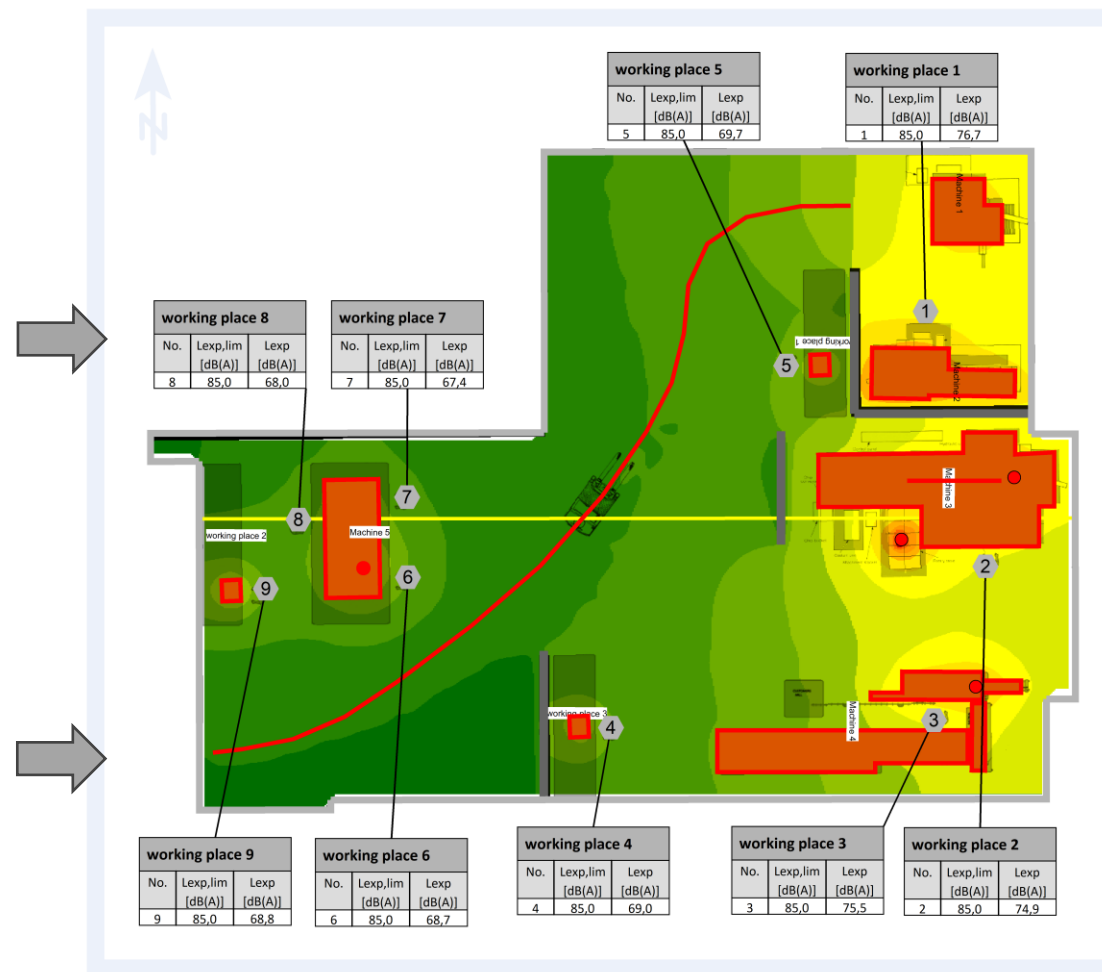 N
working place 5
No. Lexp,lim Lexp
[dB(A)] [dB(A)]
5 85,0 69,7
working place 1
No. Lexp,lim Lexp
[dB(A)] [dB(A)]
1 85,0 76,7
Machine 1
1
working place 8
No. Lexp,lim Lexp
[dB(A)] [dB(A)]
8 85,0 68,0
working place 7
No. Lexp,lim Lexp
[dB(A)] [dB(A)]
7 85,0 67,4
working place 1
5
Machine 2
7
Machine 3
8
working place 2
Machine 5
2
9
6
working place 3
4
Machine 4
3
working place 9
No. Lexp,lim Lexp
[dB(A)] [dB(A)]
9 85,0 68,8
working place 6
No. Lexp,lim Lexp
[dB(A)] [dB(A)]
6 85,0 68,7
working place 4
No. Lexp,lim Lexp
[dB(A)] [dB(A)]
4 85,0 69,0
working place 3
No. Lexp,lim Lexp
[dB(A)] [dB(A)]
3 85,0 75,5
working place 2
No. Lexp,lim Lexp
[dB(A)] [dB(A)]
2 85,0 74,9